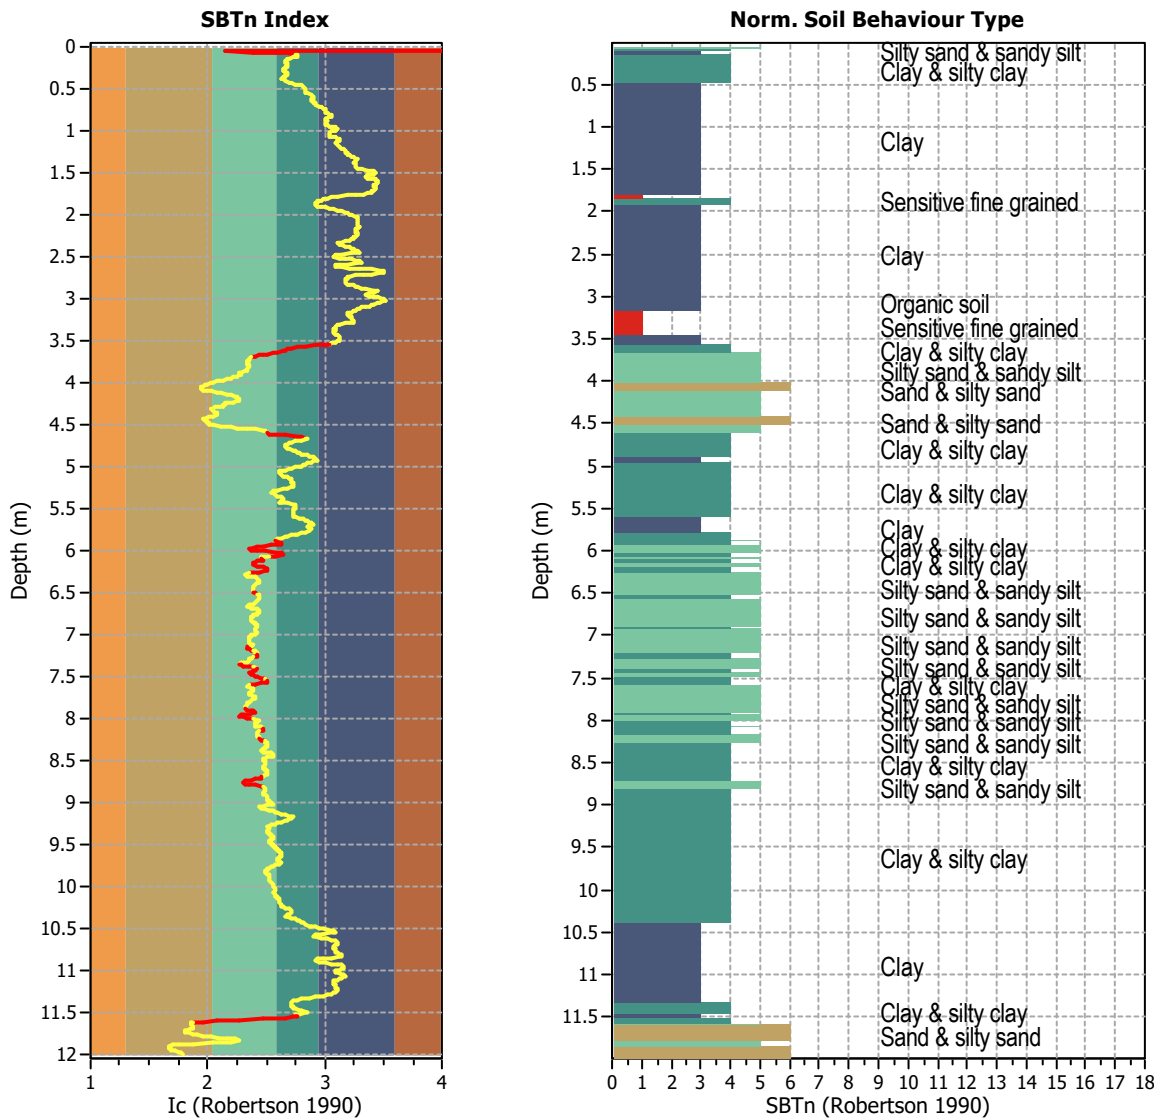 SBTn Index
0
0.5
1
1.5
2
2.5
3
3.5
4
4.5
5
5.5
6
6.5
7
7.5
8
8.5
9
9.5
10
10.5
11
11.5
12
Depth (m)
1 2 3 4
Ic (Robertson 1990)
Norm. Soil Behaviour Type
0.5
1
1.5
2
2.5
3
3.5
4
4.5
5
5.5
6
6.5
7
7.5
8
8.5
9
9.5
10
10.5
11
11.5
Depth (m)
Silty sand & sandy silt
Clay & silty clay
Clay
Sensitive fine grained
Clay
Organic soil
Sensitive fine grained
Clay & silty clay
Silty sand & sandy silt
Sand & silty sand
Sand & silty sand
Clay & silty clay
Clay & silty clay
Clay
Clay & silty clay
Clay & silty clay
Silty sand & sandy silt
Silty sand & sandy silt
Silty sand & sandy silt
Silty sand & sandy silt
Clay & silty clay
Silty sand & sandy silt
Silty sand & sandy silt
Silty sand & sandy silt
Clay & silty clay
Silty sand & sandy silt
Clay & silty clay
Clay
Clay & silty clay
Sand & silty sand
0 1 2 3 4 5 6 7 8 9 10 11 12 13 14 15 16 17 18
SBTn (Robertson 1990)